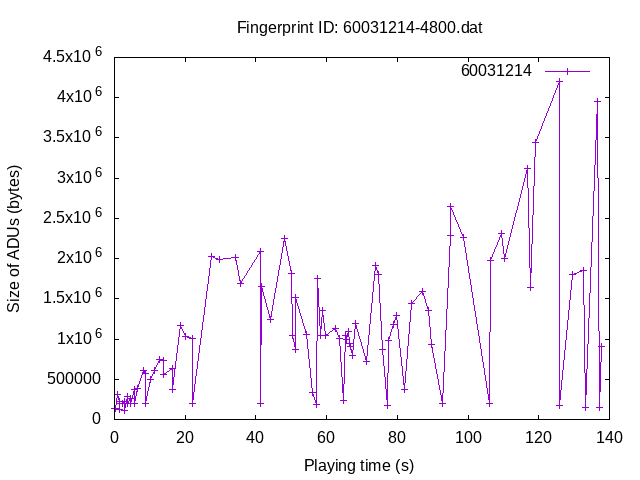 Fingerprint ID: 60031214-4800.dat
60031214
4.5x10^6
4x10^6
3.5x10^6
3x10^6
2.5x10^6
2x10^6
1.5x10^6
1x10^6
500000
0
Size of ADUs (bytes)
0 20 40 60 80 100 120 140
Playing time (s)